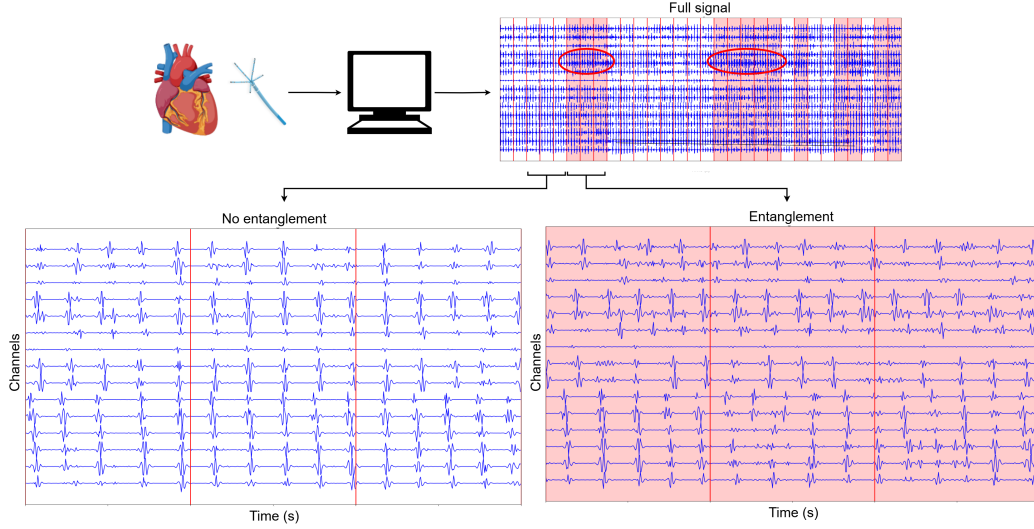 Full signal
No entanglement
Entanglement
Channels
Channels
Time (s)
Time (s)